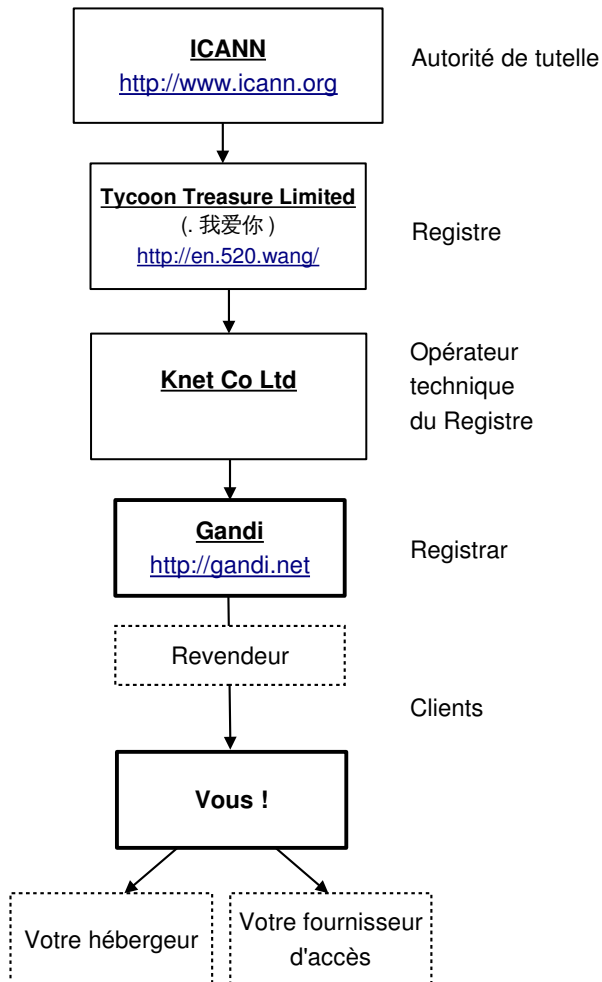 ICANN
http://www.icann.org
Autorité de tutelle
Tycoon Treasure Limited
(. 我爱你 )
http://en.520.wang/
Registre
Knet Co Ltd
Opérateur
technique
du Registre
Gandi
http://gandi.net
Registrar
Revendeur
Clients
Vous !
Votre hébergeur
Votre fournisseur
d'accès